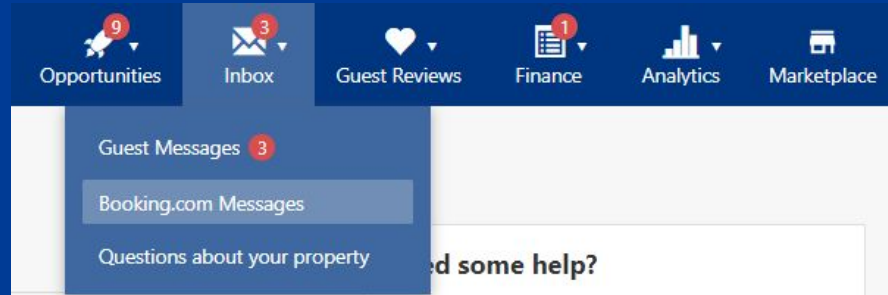 9 3 1
Opportunities Inbox Guest Reviews Finance Analytics Marketplace
Guest Messages 3
Booking.com Messages
Questions about your property
some help?